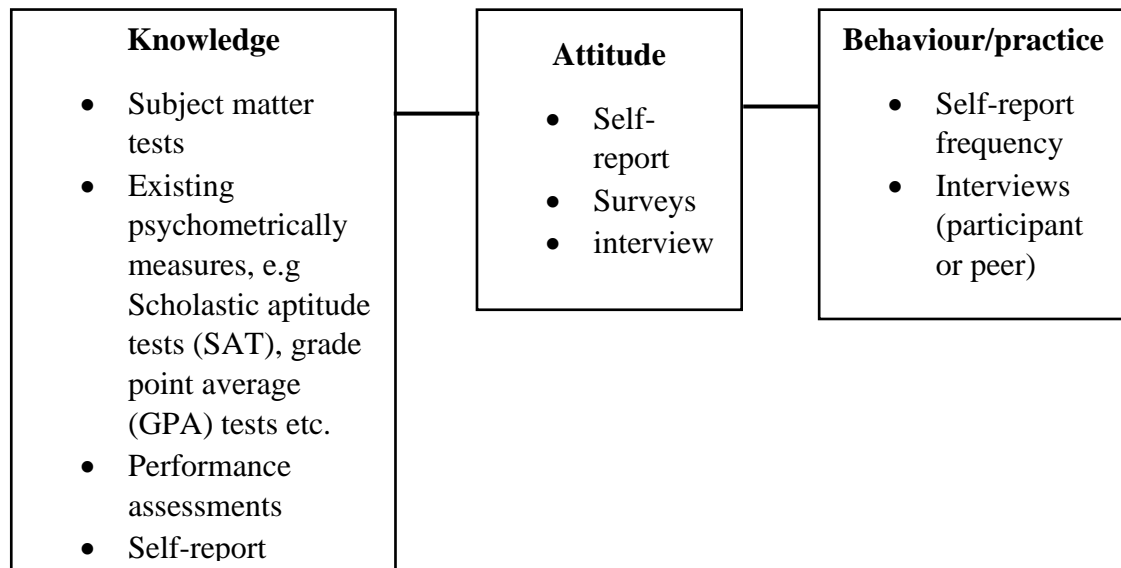 Knowledge
• Subject matter
tests
• Existing
psychometrically
measures, e.g
Scholastic aptitude
tests (SAT), grade
point average
(GPA) tests etc.
• Performance
assessments
• Self-report
Attitude
• Self-
report
• Surveys
• interview
Behaviour/practice
• Self-report
frequency
• Interviews
(participant
or peer)